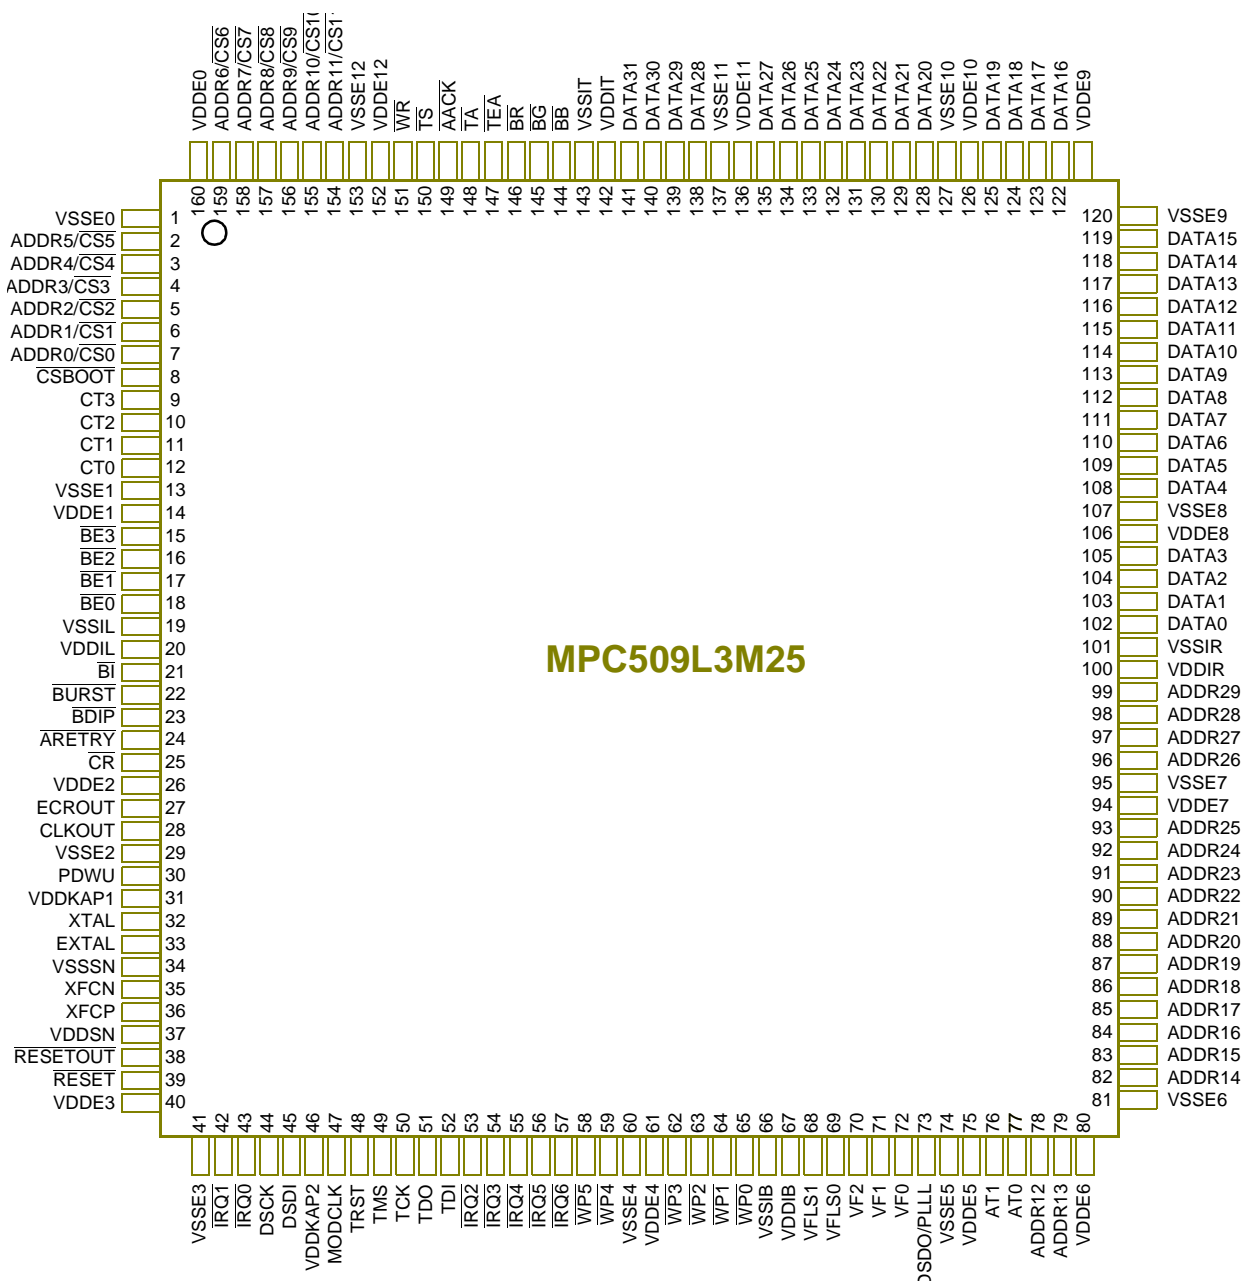 VDDE0
ADDR6/CS6
ADDR7/CS7
ADDR8/CS8
ADDR9/CS9
ADDR10/CS10
ADDR11/CS1
VSSE12
VDDE12
WR
TS
AACK
TA
TEA
BR
BG
BB
VSSIT
VDDIT
DATA31
DATA30
DATA29
DATA28
VSSE11
VDDE11
DATA27
DATA26
DATA25
DATA24
DATA23
DATA22
DATA21
DATA20
VSSE10
VDDE10
DATA19
DATA18
DATA17
DATA16
VDDE9
160 159 158 157 156 155 154 153 152 151 150 149 148 147 146 145 144 143 142 141 140 139 138 137 136 135 134 133 132 131 130 129 128 127 126 125 124 123 122
VSSE0 1
ADDR5/CS5 2
ADDR4/CS4 3
ADDR3/CS3 4
ADDR2/CS2 5
ADDR1/CS1 6
ADDR0/CS0 7
CSBOOT 8
CT3 9
CT2 10
CT1 11
CT0 12
VSSE1 13
VDDE1 14
BE3 15
BE2 16
BE1 17
BE0 18
VSSIL 19
VDDIL 20
BI 21
BURST 22
BDIP 23
ARETRY 24
CR 25
VDDE2 26
ECROUT 27
CLKOUT 28
VSSE2 29
PDWU 30
VDDKAP1 31
XTAL 32
EXTAL 33
VSSSN 34
XFCN 35
XFCP 36
VDDSN 37
RESETOUT 38
RESET 39
VDDE3 40
MPC509L3M25
120 VSSE9
119 DATA15
118 DATA14
117 DATA13
116 DATA12
115 DATA11
114 DATA10
113 DATA9
112 DATA8
111 DATA7
110 DATA6
109 DATA5
108 DATA4
107 VSSE8
106 VDDE8
105 DATA3
104 DATA2
103 DATA1
102 DATA0
101 VSSIR
100 VDDIR
99 ADDR29
98 ADDR28
97 ADDR27
96 ADDR26
95 VSSE7
94 VDDE7
93 ADDR25
92 ADDR24
91 ADDR23
90 ADDR22
89 ADDR21
88 ADDR20
87 ADDR19
86 ADDR18
85 ADDR17
84 ADDR16
83 ADDR15
82 ADDR14
81 VSSE6
41 42 43 44 45 46 47 48 49 50 51 52 53 54 55 56 57 58 59 60 61 62 63 64 65 66 67 68 69 70 71 72 73 74 75 76 77 78 79 80
VSSE3
IRQ1
IRQ0
DSCK
DSDI
VDDKAP2
MODCLK
TRST
TMS
TCK
TDO
TDI
IRQ2
IRQ3
IRQ4
IRQ5
IRQ6
WP5
WP4
VSSE4
VDDE4
WP3
WP2
WP1
WP0
VSSIB
VDDIB
VFLS1
VFLS0
VF2
VF1
VF0
DSDO/PLLL
VSSE5
VDDE5
AT1
AT0
ADDR12
ADDR13
VDDE6